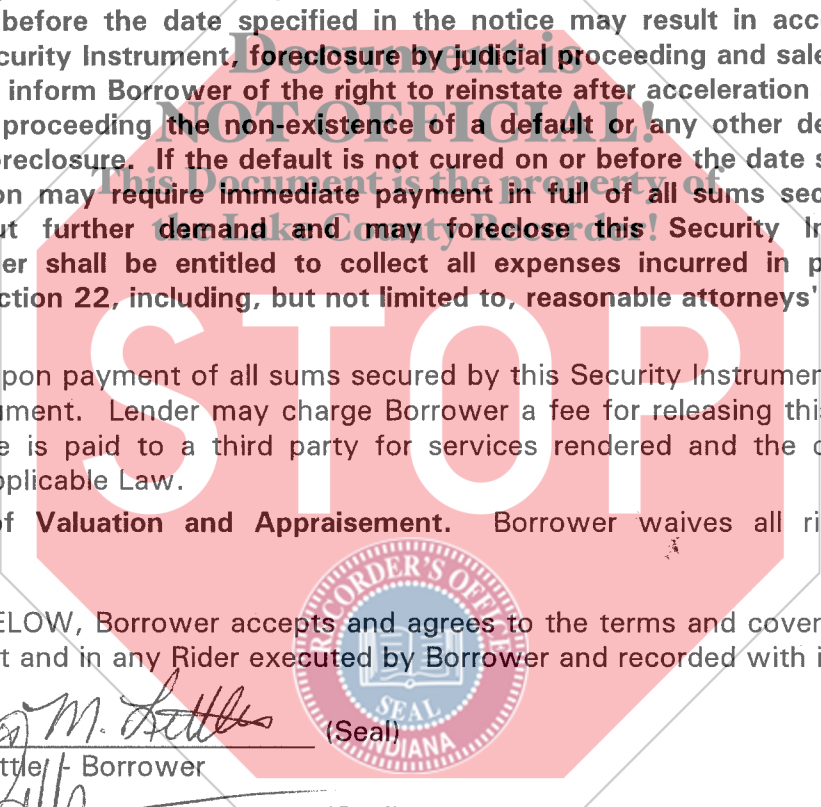 before the date specified in the notice may result in acc
curity Instrument, foreclosure by judicial proceeding and sale
inform Borrower of the right to reinstate after acceleration
proceeding the non-existence of a default or any other de
oreclosure. If the default is not cured on or before the date s
on may require immediate payment in full of all sums sec
ut further demand and may foreclose this Security In
er shall be entitled to collect all expenses incurred in p
ction 22, including, but not limited to, reasonable attorneys'
Document is
NOT OFFICIAL!
This Document is the property of
the Lake County Recorder!
STOP
pon payment of all sums secured by this Security Instrumen
ument. Lender may charge Borrower a fee for releasing this
e is paid to a third party for services rendered and the c
pplicable Law.
of Valuation and Appraisement. Borrower waives all ri
ELOW, Borrower accepts and agrees to the terms and cover
t and in any Rider executed by Borrower and recorded with i
RECORDER'S OFFICE
SEAL
INDIANA
M. (Seal)
ttle - Borrower